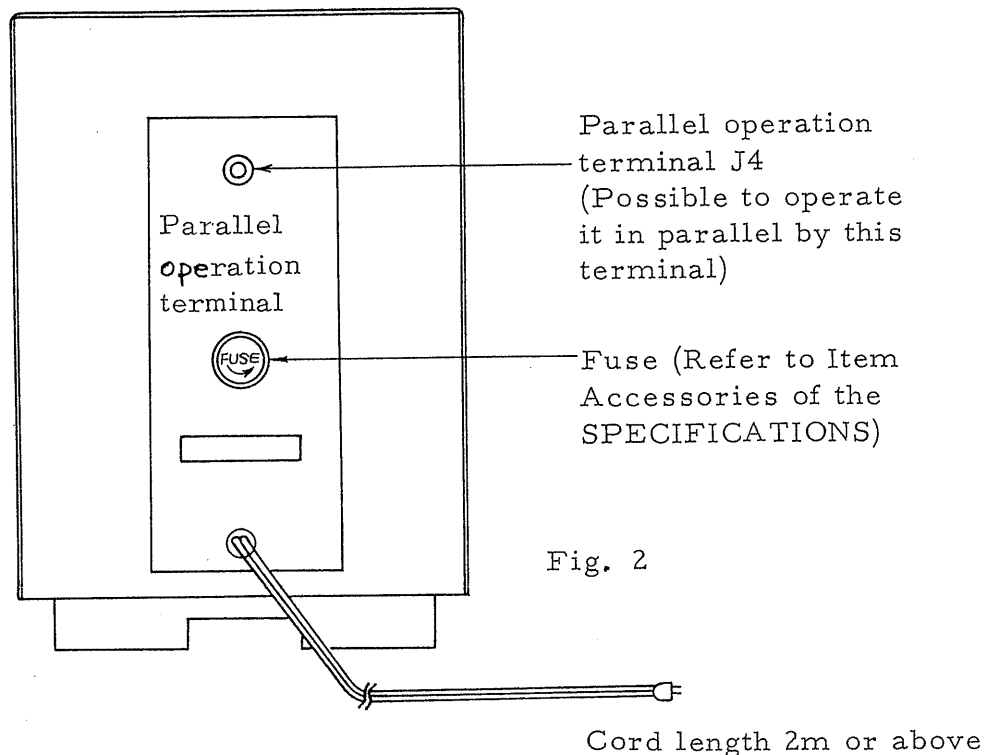 Parallel operation
terminal J4
(Possible to operate
it in parallel by this
terminal)
Parallel
operation
terminal
FUSE
Fuse (Refer to Item
Accessories of the
SPECIFICATIONS)
Fig. 2
Cord length 2m or above